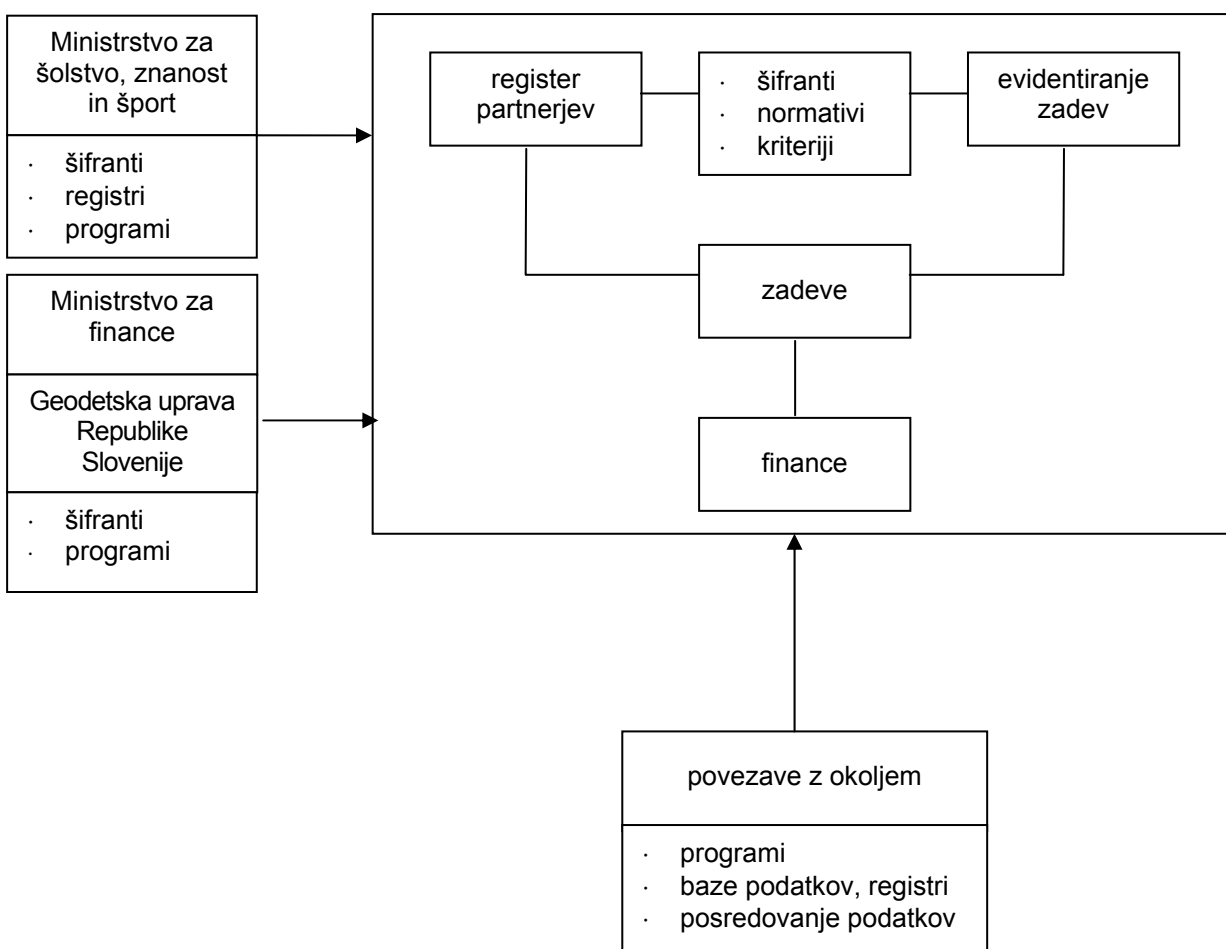 Ministrstvo za
šolstvo, znanost
in šport
· šifranti
· registri
· programi
Ministrstvo za
finance
Geodetska uprava
Republike
Slovenije
· šifranti
· programi
register
partnerjev
· šifranti
· normativi
· kriteriji
evidentiranje
zadev
zadeve
finance
povezave z okoljem
· programi
· baze podatkov, registri
· posredovanje podatkov